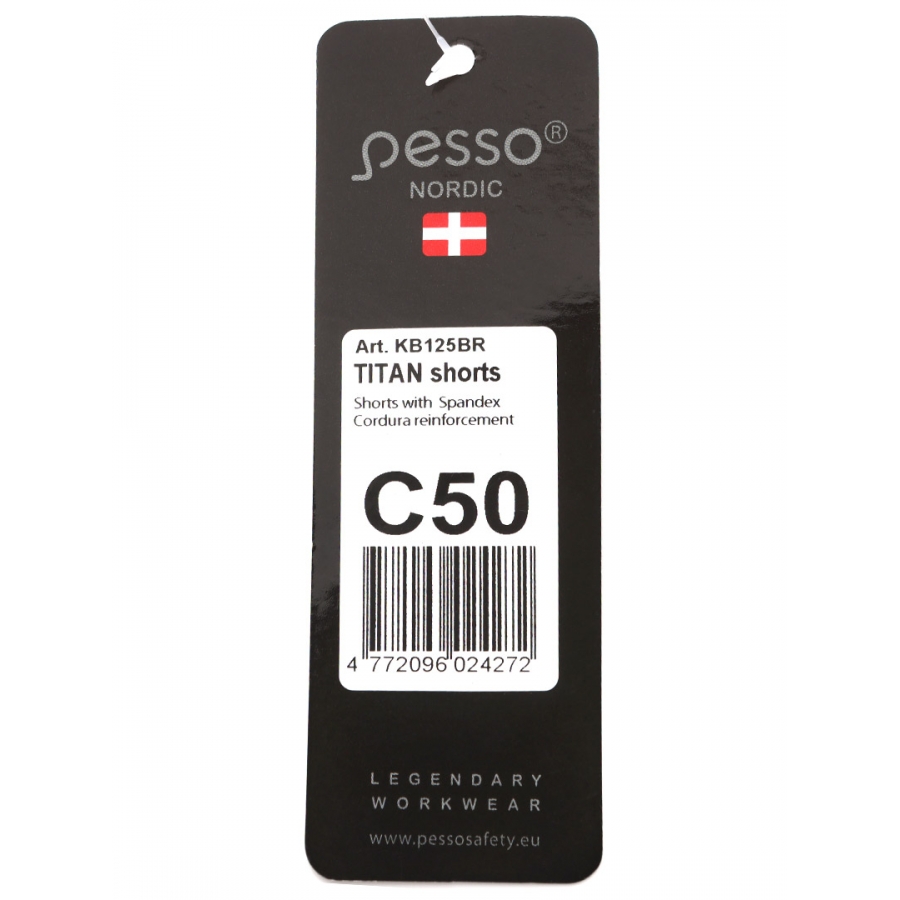 pesso®
NORDIC
Art. KB125BR
TITAN shorts
Shorts with Spandex
Cordura reinforcement
C50
4 772096 024272
LEGENDARY
WORKWEAR
www.pessosafety.eu